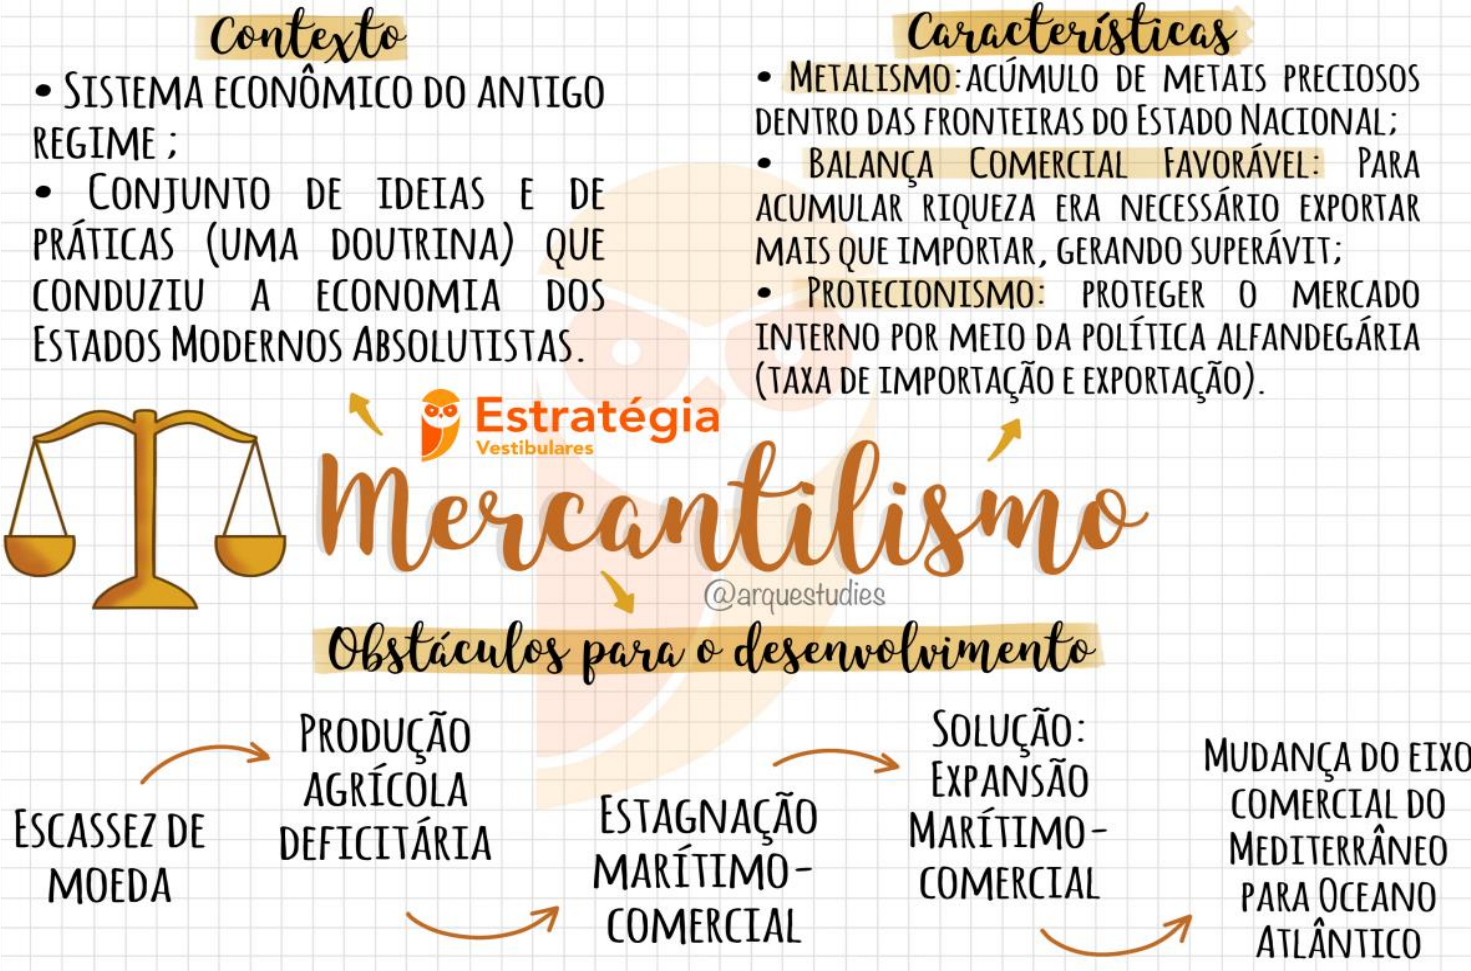 Contexto
• Sistema econômico do antigo
regime ;
• Conjunto de ideias e de
práticas (uma doutrina) que
conduziu a economia dos
Estados Modernos Absolutistas.
Características
• Metalismo: acúmulo de metais preciosos
dentro das fronteiras do Estado Nacional;
• Balança Comercial Favorável: Para
acumular riqueza era necessário exportar
mais que importar, gerando superávit;
• Protecionismo: proteger o mercado
interno por meio da política alfandegária
(taxa de importação e exportação).
Estratégia
Vestibulares
Mercantilismo
@arquestudies
Obstáculos para o desenvolvimento
Escassez de
moeda
Produção
agrícola
deficitária
Estagnação
marítimo-
comercial
Solução:
Expansão
Marítimo-
comercial
Mudança do eixo
comercial do
Mediterrâneo
para Oceano
Atlântico